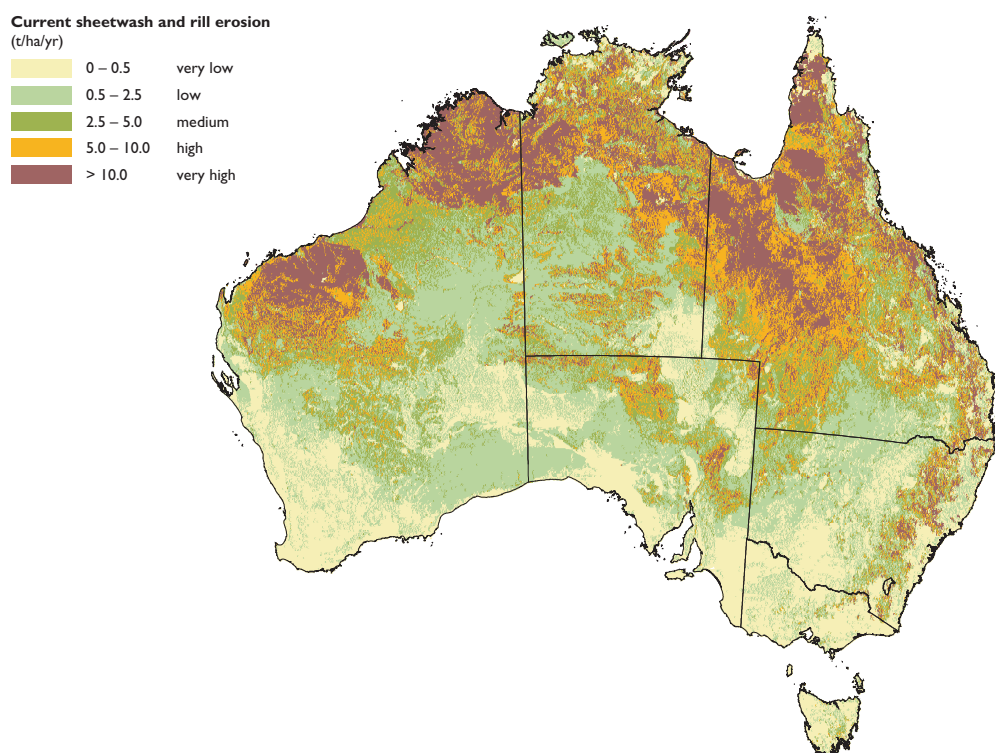 Current sheetwash and rill erosion
(t/ha/yr)
0 – 0.5 very low
0.5 – 2.5 low
2.5 – 5.0 medium
5.0 – 10.0 high
> 10.0 very high